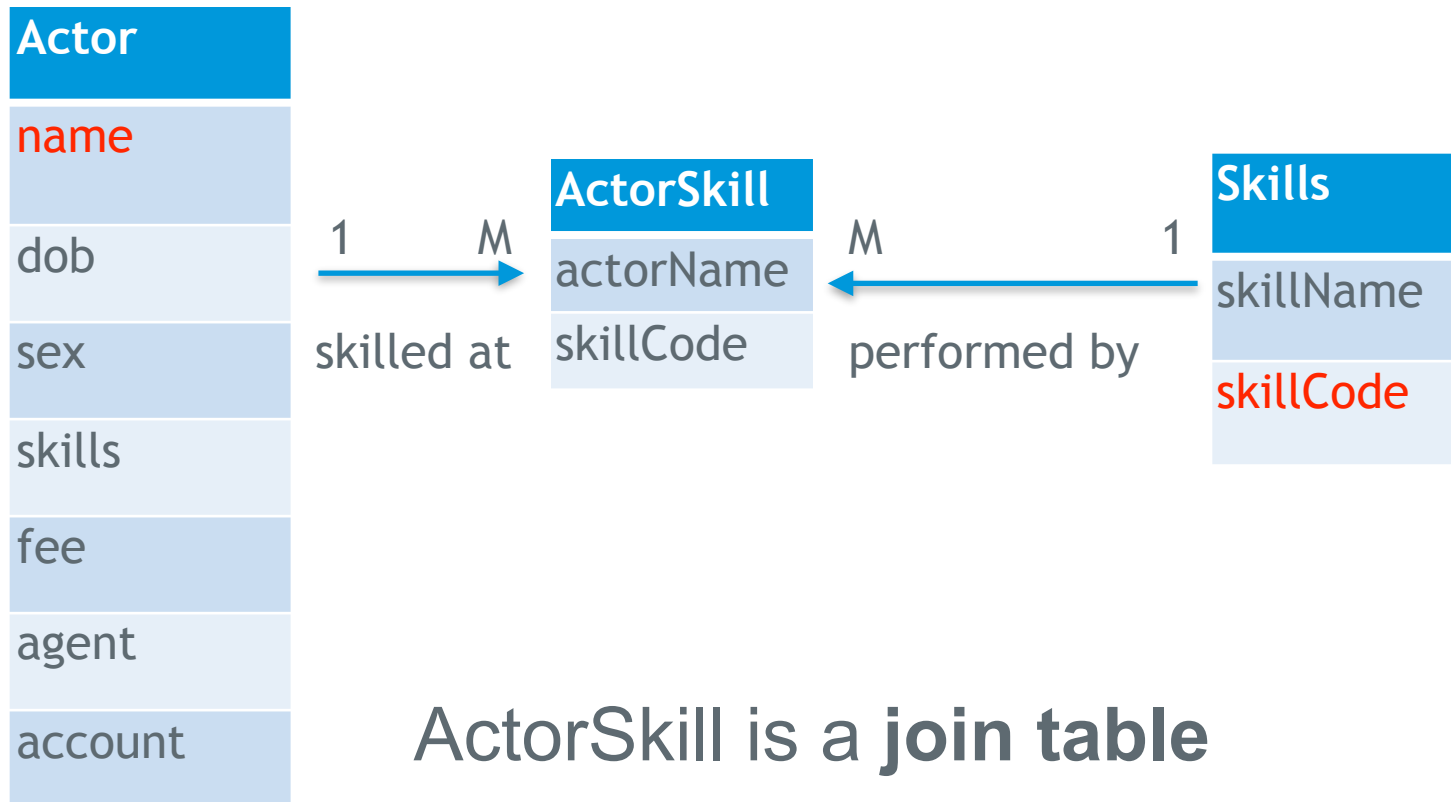 Actor
name
dob
sex
skills
fee
agent
account
1 M
skilled at
ActorSkill
actorName
skillCode
M 1
performed by
Skills
skillName
skillCode
ActorSkill is a join table